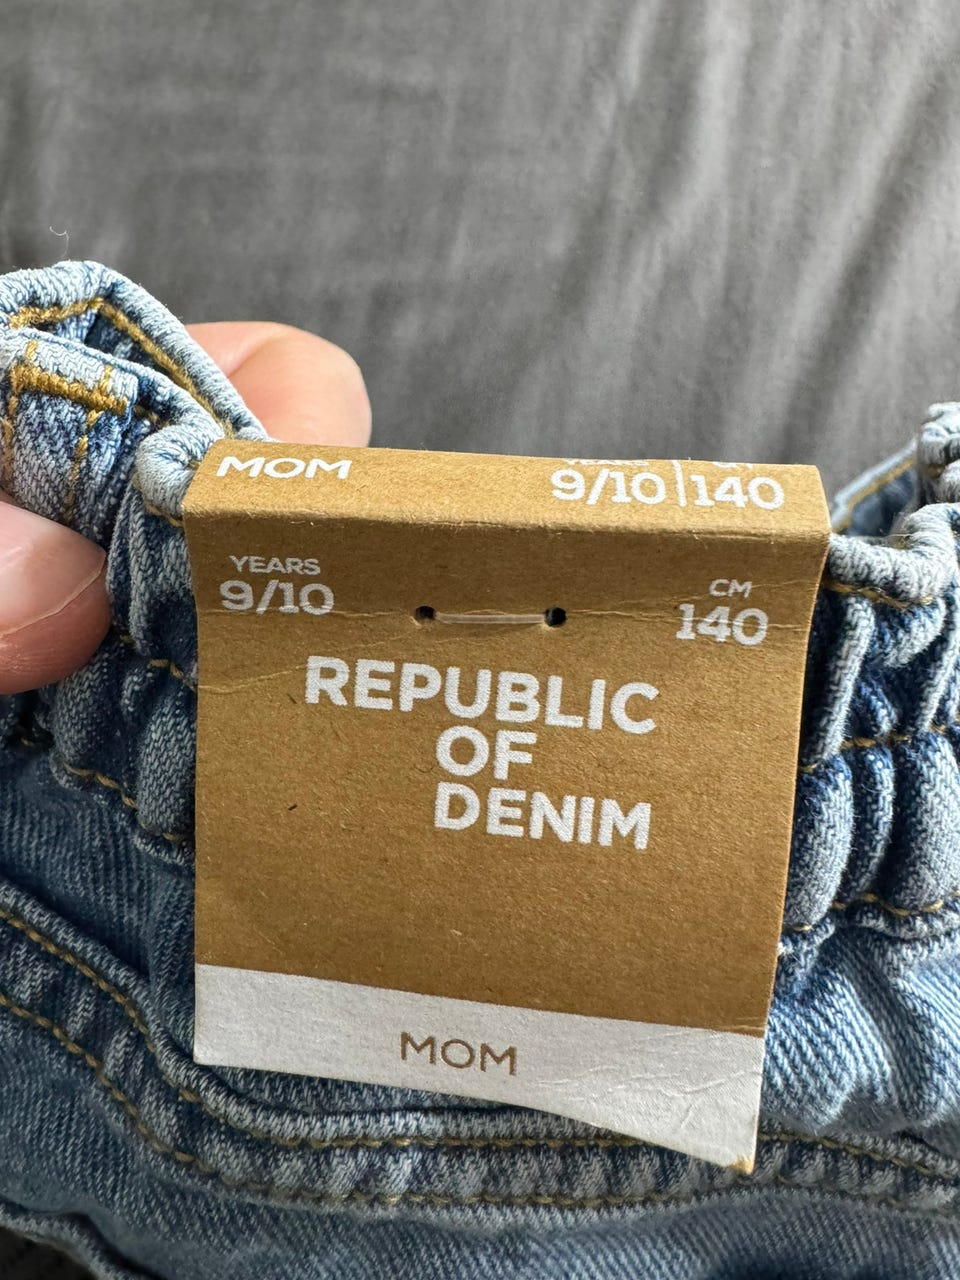 MOM
9/10 | 140
YEARS
9/10
CM
140
REPUBLIC
OF
DENIM
MOM